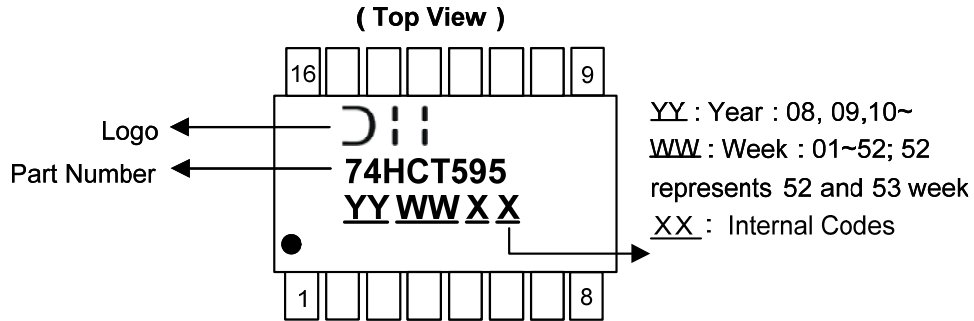 ( Top View )
16
9
Logo
Part Number
74HCT595
YY WW X X
YY : Year : 08, 09,10~
WW : Week : 01~52; 52
represents 52 and 53 week
XX : Internal Codes
1
8